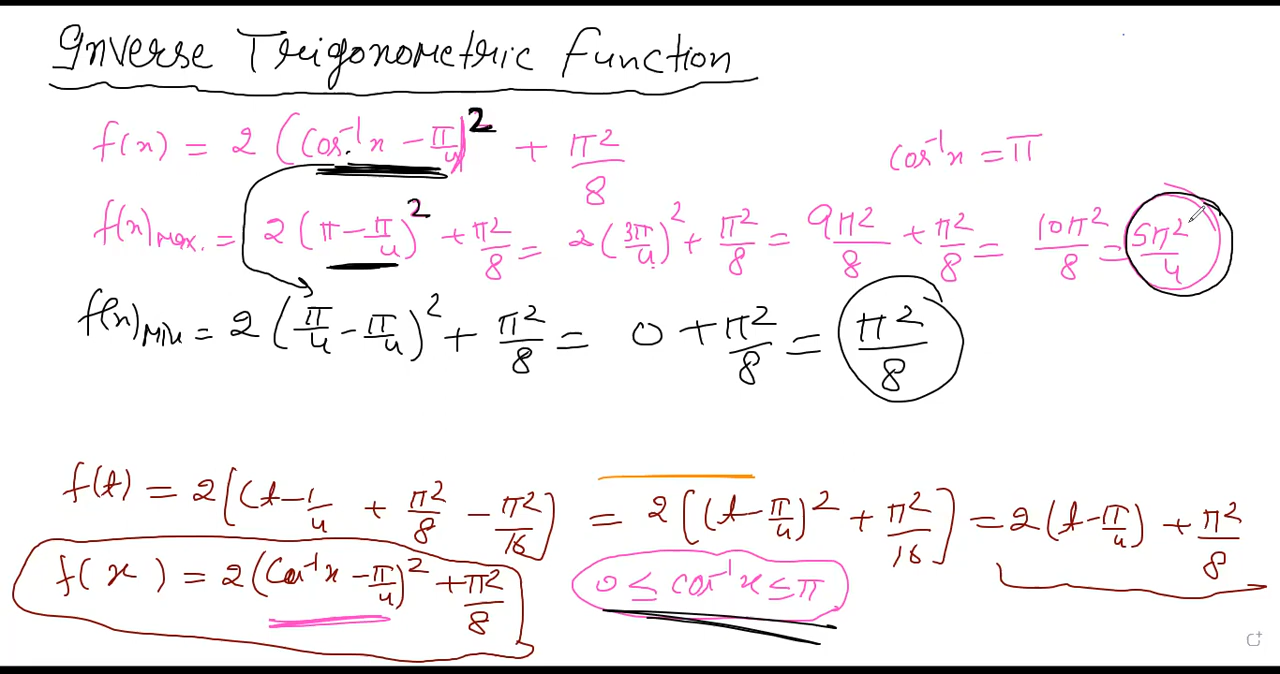 Inverse Trigonometric Function
f(x) = 2 (cos⁻¹x − π/4)² + π²/8
cos⁻¹x = π
f(x)Max. = 2 (π − π/4)² + π²/8 = 2 (3π/4)² + π²/8 = 9π²/8 + π²/8 = 10π²/8 = 5π²/4
f(x)Min = 2 (π/4 − π/4)² + π²/8 = 0 + π²/8 = π²/8
f(t) = 2[(t − 1/4 + π²/8 − π²/16] = 2[(t − π/4)² + π²/16] = 2(t − π/4) + π²/8
f(x) = 2(cos⁻¹x − π/4)² + π²/8
0 ≤ cos⁻¹x ≤ π